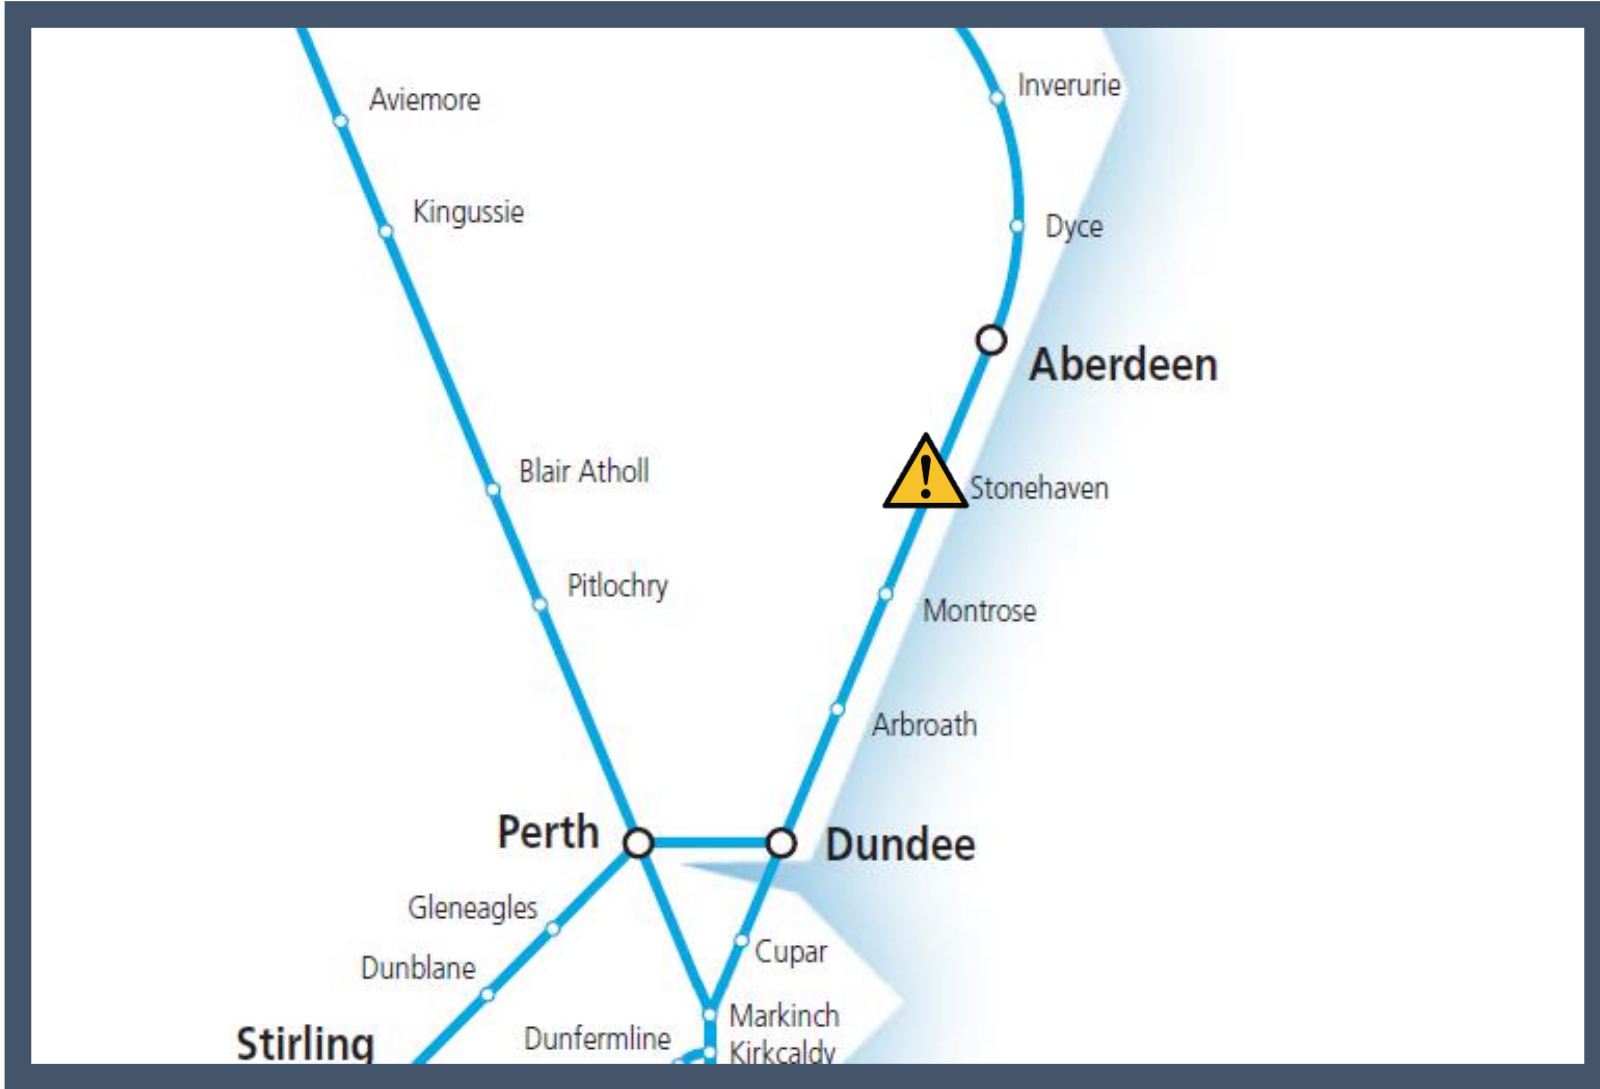 Inverurie
Aviemore
Kingussie
Dyce
Aberdeen
Blair Atholl
!
Stonehaven
Pitlochry
Montrose
Arbroath
Perth
Dundee
Gleneagles
Cupar
Dunblane
Markinch
Stirling
Dunfermline
Kirkcaldy